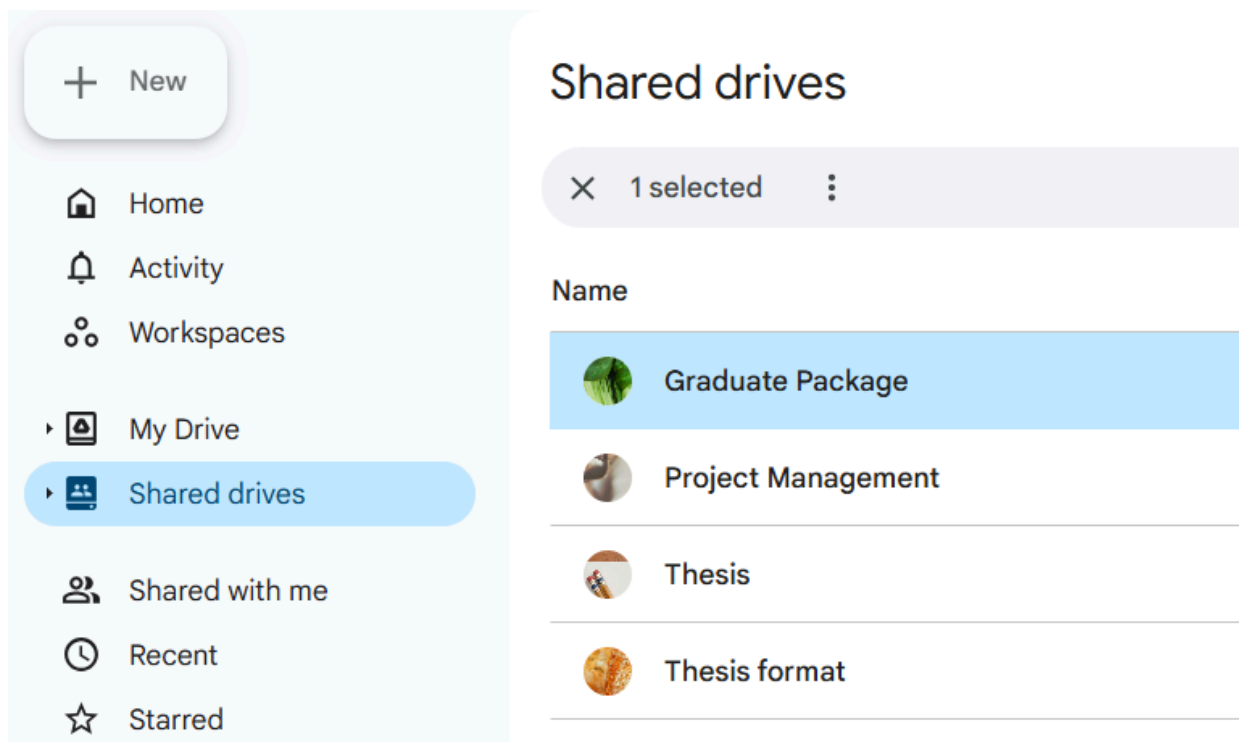 New
Home
Activity
Workspaces
My Drive
Shared drives
Shared with me
Recent
Starred
Shared drives
1 selected
Name
Graduate Package
Project Management
Thesis
Thesis format